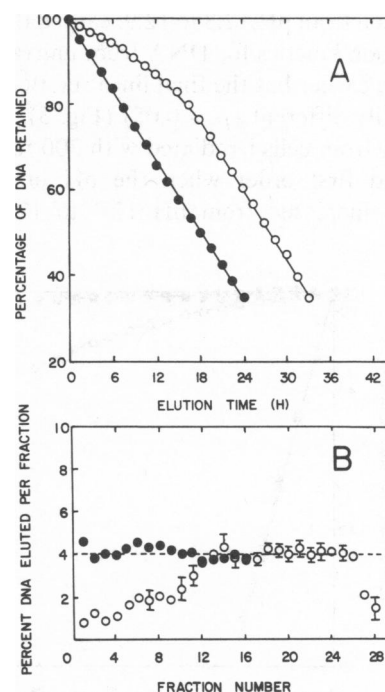 PERCENTAGE OF DNA RETAINED
100
80
60
40
20
A
0 6 12 18 24 30 36 42
ELUTION TIME (H)
PERCENT DNA ELUTED PER FRACTION
10
8
6
4
2
B
0 4 8 12 16 20 24 28
FRACTION NUMBER